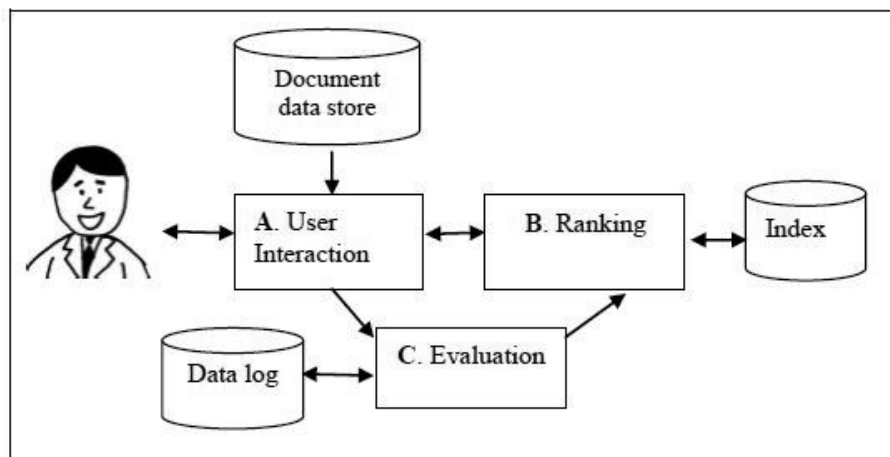 Document
data store
A. User
Interaction
B. Ranking
Index
C. Evaluation
Data log